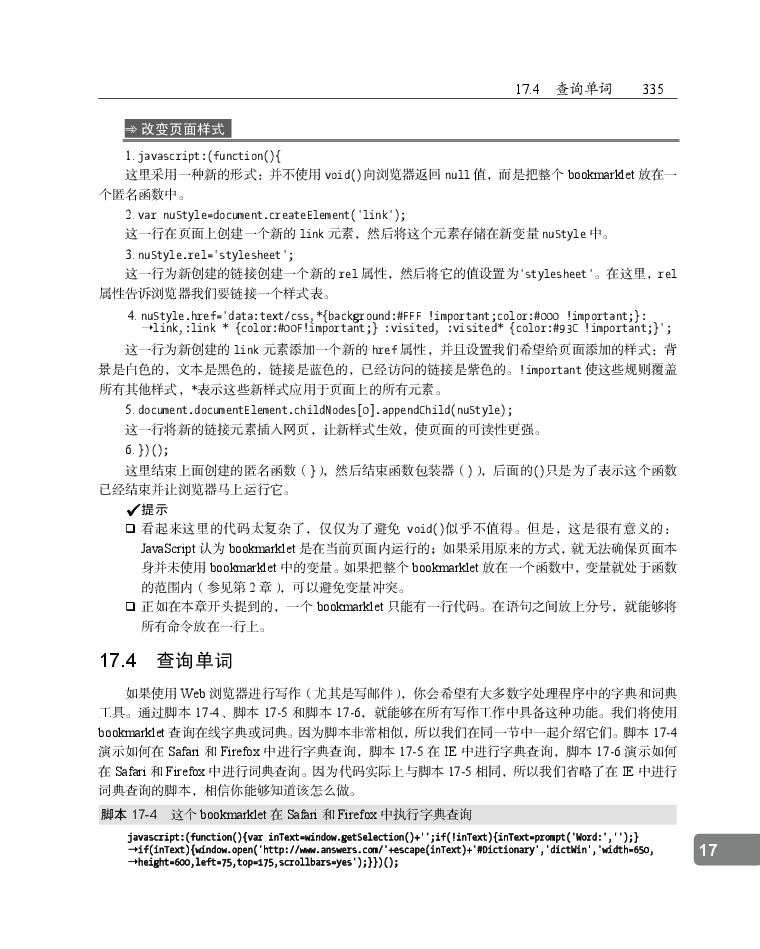 17.4 查询单词 335
➾ 改变页面样式
1. javascript:(function(){
这里采用一种新的形式：并不使用 void()向浏览器返回 null 值，而是把整个 bookmarklet 放在一
个匿名函数中。
2. var nuStyle=document.createElement('link');
这一行在页面上创建一个新的 link 元素，然后将这个元素存储在新变量 nuStyle 中。
3. nuStyle.rel='stylesheet';
这一行为新创建的链接创建一个新的 rel 属性，然后将它的值设置为'stylesheet'。在这里，rel
属性告诉浏览器我们要链接一个样式表。
4. nuStyle.href='data:text/css,*{background:#FFF !important;color:#000 !important;}:
→link,:link * {color:#00F!important;} :visited, :visited* {color:#93C !important;}';
这一行为新创建的 link 元素添加一个新的 href 属性，并且设置我们希望给页面添加的样式：背
景是白色的，文本是黑色的，链接是蓝色的，已经访问的链接是紫色的。!important 使这些规则覆盖
所有其他样式，*表示这些新样式应用于页面上的所有元素。
5. document.documentElement.childNodes[0].appendChild(nuStyle);
这一行将新的链接元素插入网页，让新样式生效，使页面的可读性更强。
6. })();
这里结束上面创建的匿名函数（}），然后结束函数包装器（)），后面的()只是为了表示这个函数
已经结束并让浏览器马上运行它。
✔提示
❑ 看起来这里的代码太复杂了，仅仅为了避免 void()似乎不值得。但是，这是很有意义的：
JavaScript 认为 bookmarklet 是在当前页面内运行的；如果采用原来的方式，就无法确保页面本
身并未使用 bookmarklet 中的变量。如果把整个 bookmarklet 放在一个函数中，变量就处于函数
的范围内（参见第 2 章），可以避免变量冲突。
❑ 正如在本章开头提到的，一个 bookmarklet 只能有一行代码。在语句之间放上分号，就能够将
所有命令放在一行上。
17.4 查询单词
如果使用 Web 浏览器进行写作（尤其是写邮件），你会希望有大多数字处理程序中的字典和词典
工具。通过脚本 17-4、脚本 17-5 和脚本 17-6，就能够在所有写作工作中具备这种功能。我们将使用
bookmarklet 查询在线字典或词典。因为脚本非常相似，所以我们在同一节中一起介绍它们。脚本 17-4
演示如何在 Safari 和 Firefox 中进行字典查询，脚本 17-5 在 IE 中进行字典查询，脚本 17-6 演示如何
在 Safari 和 Firefox 中进行词典查询。因为代码实际上与脚本 17-5 相同，所以我们省略了在 IE 中进行
词典查询的脚本，相信你能够知道该怎么做。
脚本 17-4 这个 bookmarklet 在 Safari 和 Firefox 中执行字典查询
javascript:(function(){var inText=window.getSelection()+'';if(!inText){inText=prompt('Word:','');}
→if(inText){window.open('http://www.answers.com/'+escape(inText)+'#Dictionary','dictWin','width=650,
→height=600,left=75,top=175,scrollbars=yes');}})();
17